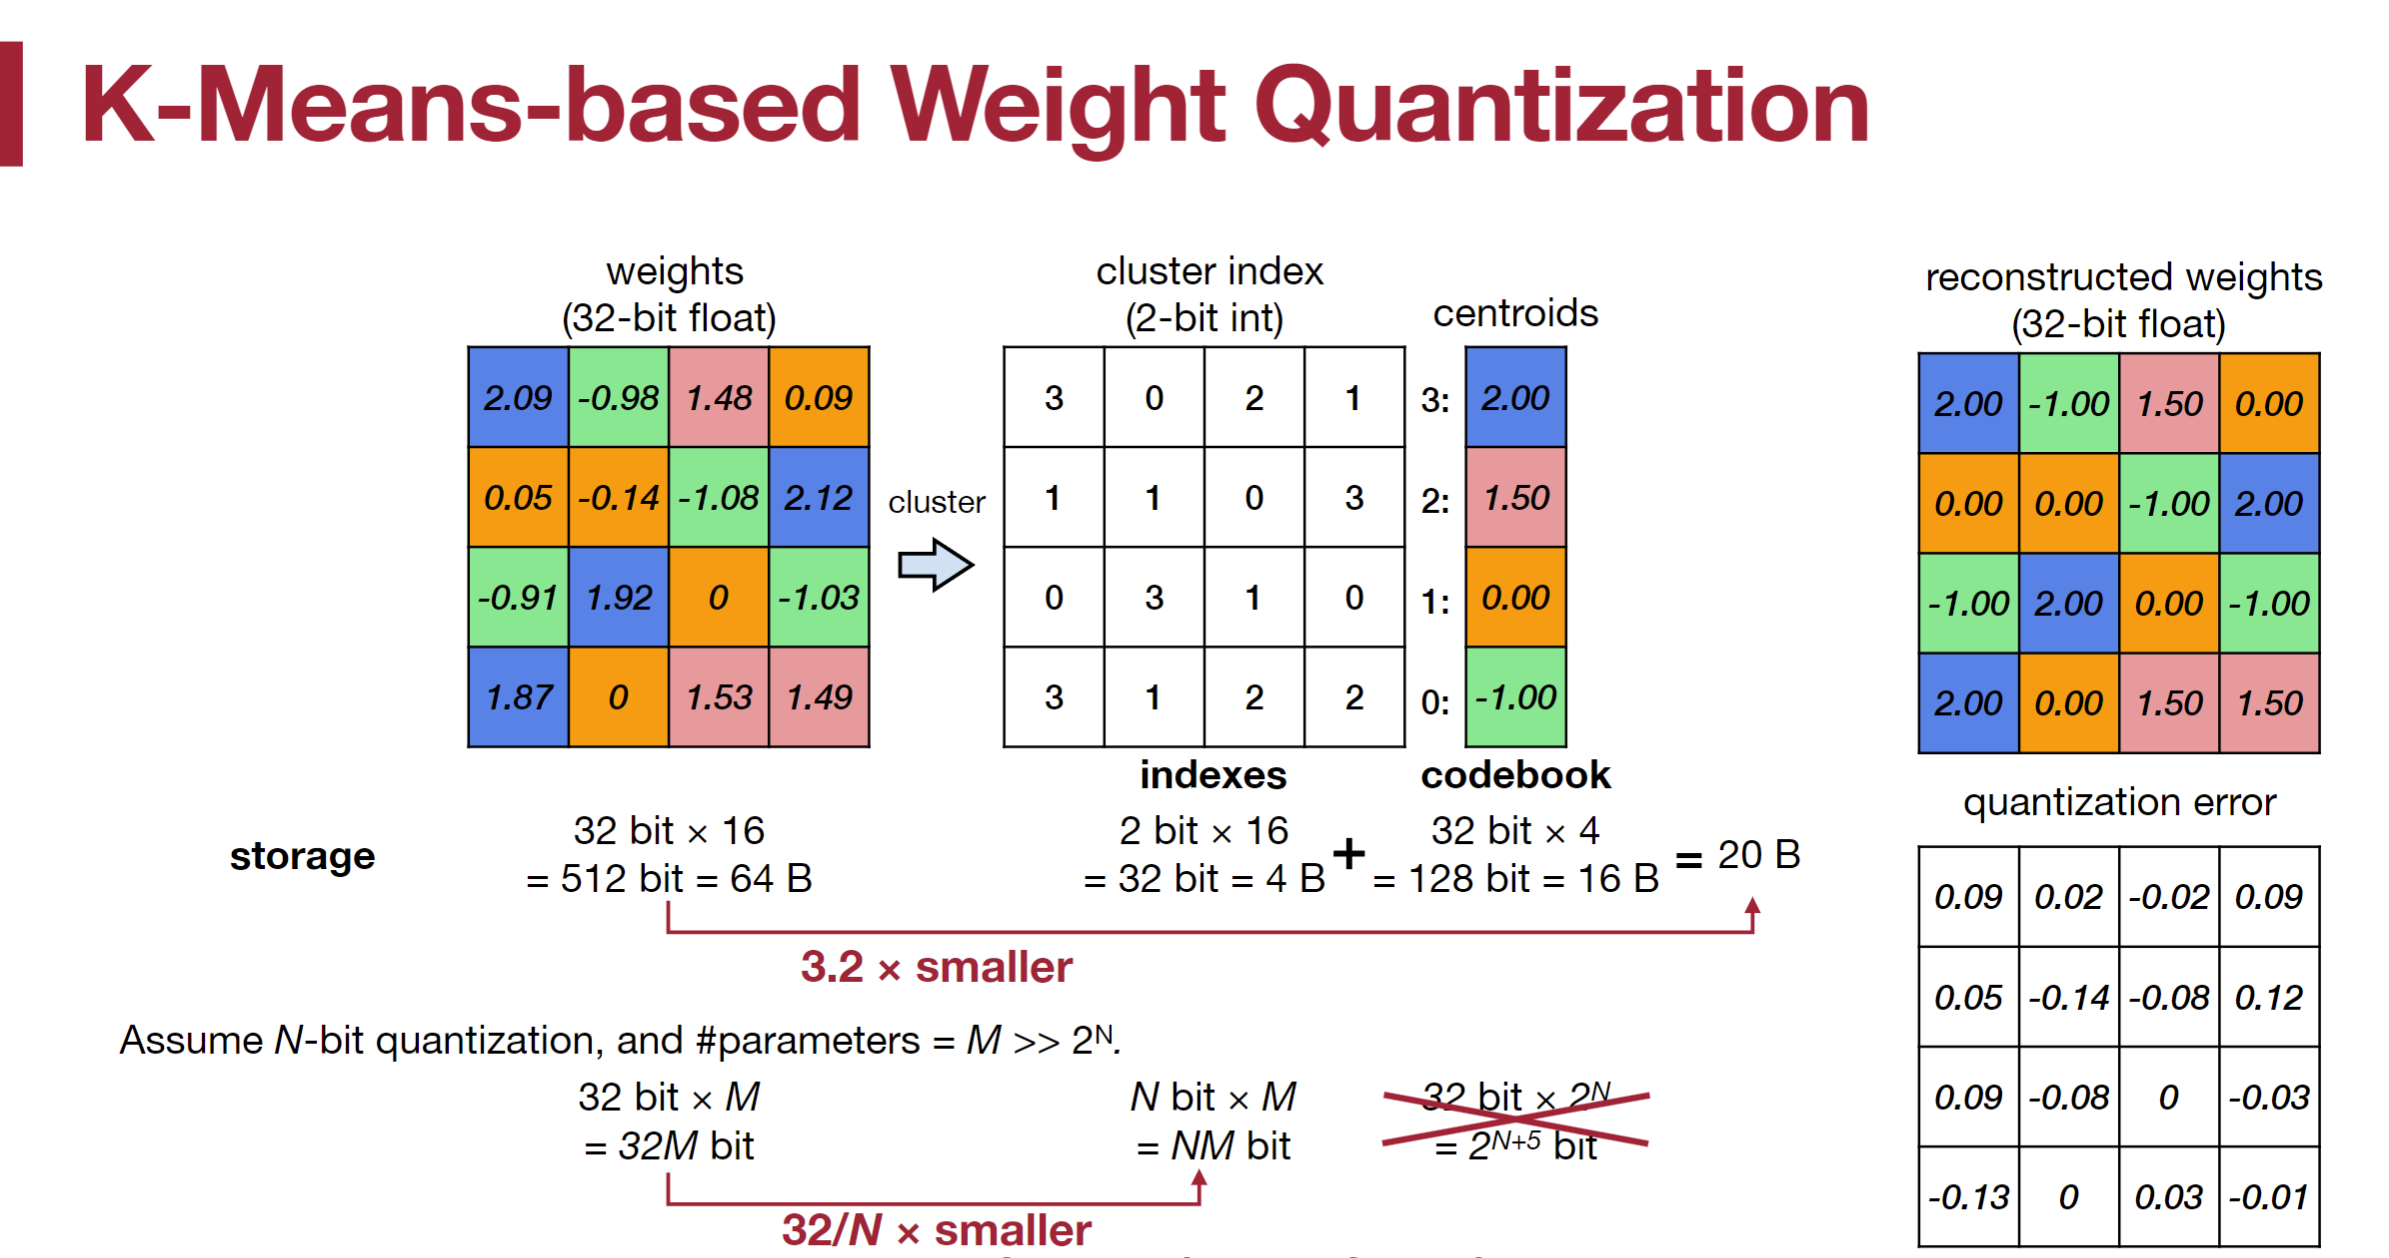 K-Means-based Weight Quantization
weights
(32-bit float)
2.09 -0.98 1.48 0.09
0.05 -0.14 -1.08 2.12
-0.91 1.92 0 -1.03
1.87 0 1.53 1.49
cluster
cluster index
(2-bit int)
3 0 2 1
1 1 0 3
0 3 1 0
3 1 2 2
centroids
3: 2.00
2: 1.50
1: 0.00
0: -1.00
reconstructed weights
(32-bit float)
2.00 -1.00 1.50 0.00
0.00 0.00 -1.00 2.00
-1.00 2.00 0.00 -1.00
2.00 0.00 1.50 1.50
indexes
codebook
storage
32 bit × 16
= 512 bit = 64 B
2 bit × 16
= 32 bit = 4 B
+
32 bit × 4
= 128 bit = 16 B
= 20 B
3.2 × smaller
quantization error
0.09 0.02 -0.02 0.09
0.05 -0.14 -0.08 0.12
0.09 -0.08 0 -0.03
-0.13 0 0.03 -0.01
Assume N-bit quantization, and #parameters = M >> 2ᴺ.
32 bit × M
= 32M bit
N bit × M
= NM bit
32 bit × 2ᴺ
= 2ᴺ⁺⁵ bit
32/N × smaller